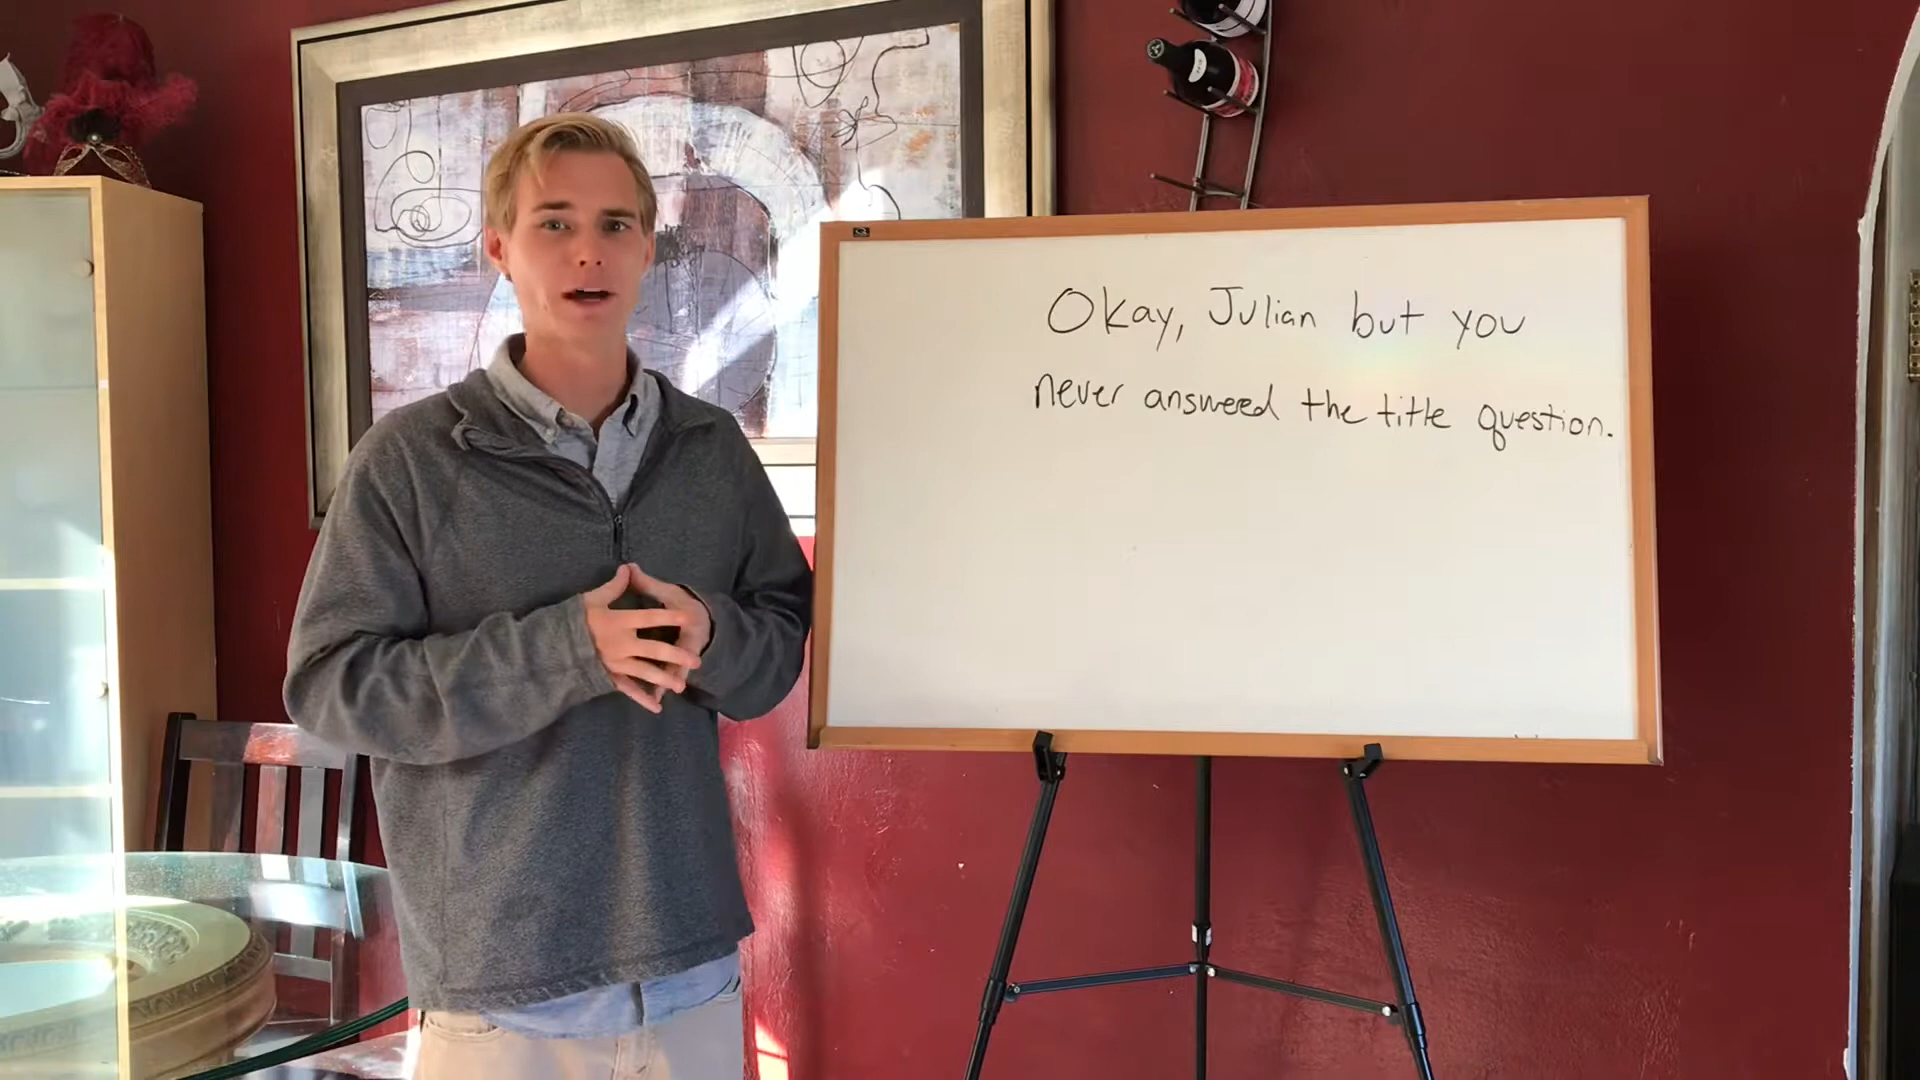 Okay, Julian but you
never answered the title question.